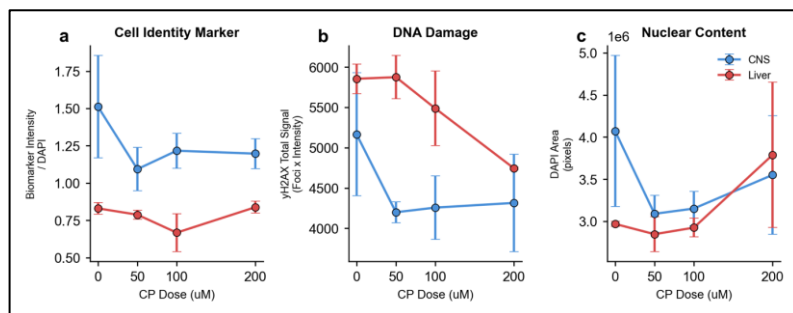 a Cell Identity Marker
Biomarker Intensity
/ DAPI
1.75
1.50
1.25
1.00
0.75
0.50
0 50 100 200
CP Dose (uM)
b DNA Damage
yH2AX Total Signal
(Foci x Intensity)
6000
5500
5000
4500
4000
0 50 100 200
CP Dose (uM)
c Nuclear Content
1e6
DAPI Area
(pixels)
5.0
4.5
4.0
3.5
3.0
2.5
0 50 100 200
CP Dose (uM)
CNS
Liver